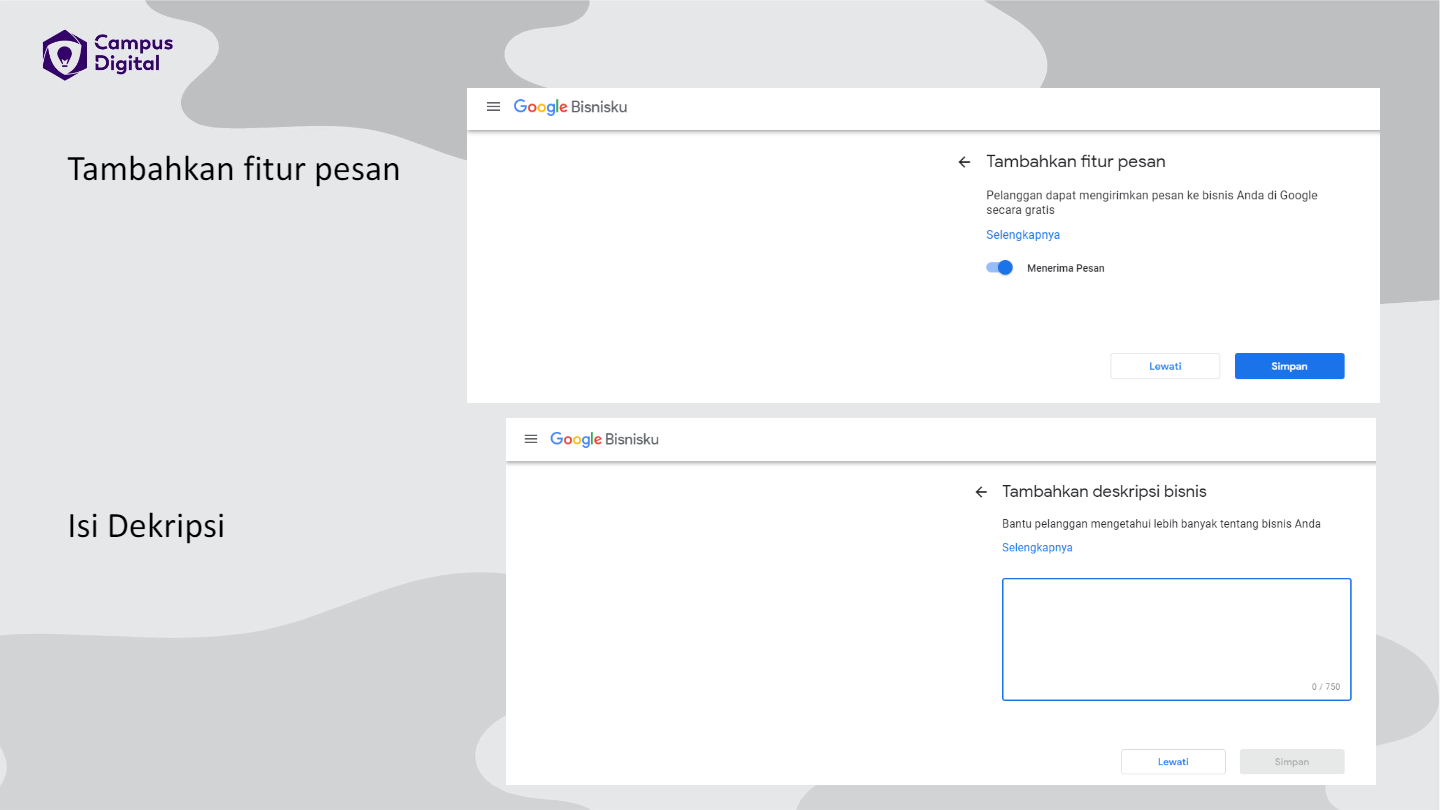 Campus
Digital
Tambahkan fitur pesan
Google Bisnisku
Tambahkan fitur pesan
Pelanggan dapat mengirimkan pesan ke bisnis Anda di Google
secara gratis
Selengkapnya
Menerima Pesan
Lewati
Simpan
Isi Dekripsi
Google Bisnisku
Tambahkan deskripsi bisnis
Bantu pelanggan mengetahui lebih banyak tentang bisnis Anda
Selengkapnya
0 / 750
Lewati
Simpan